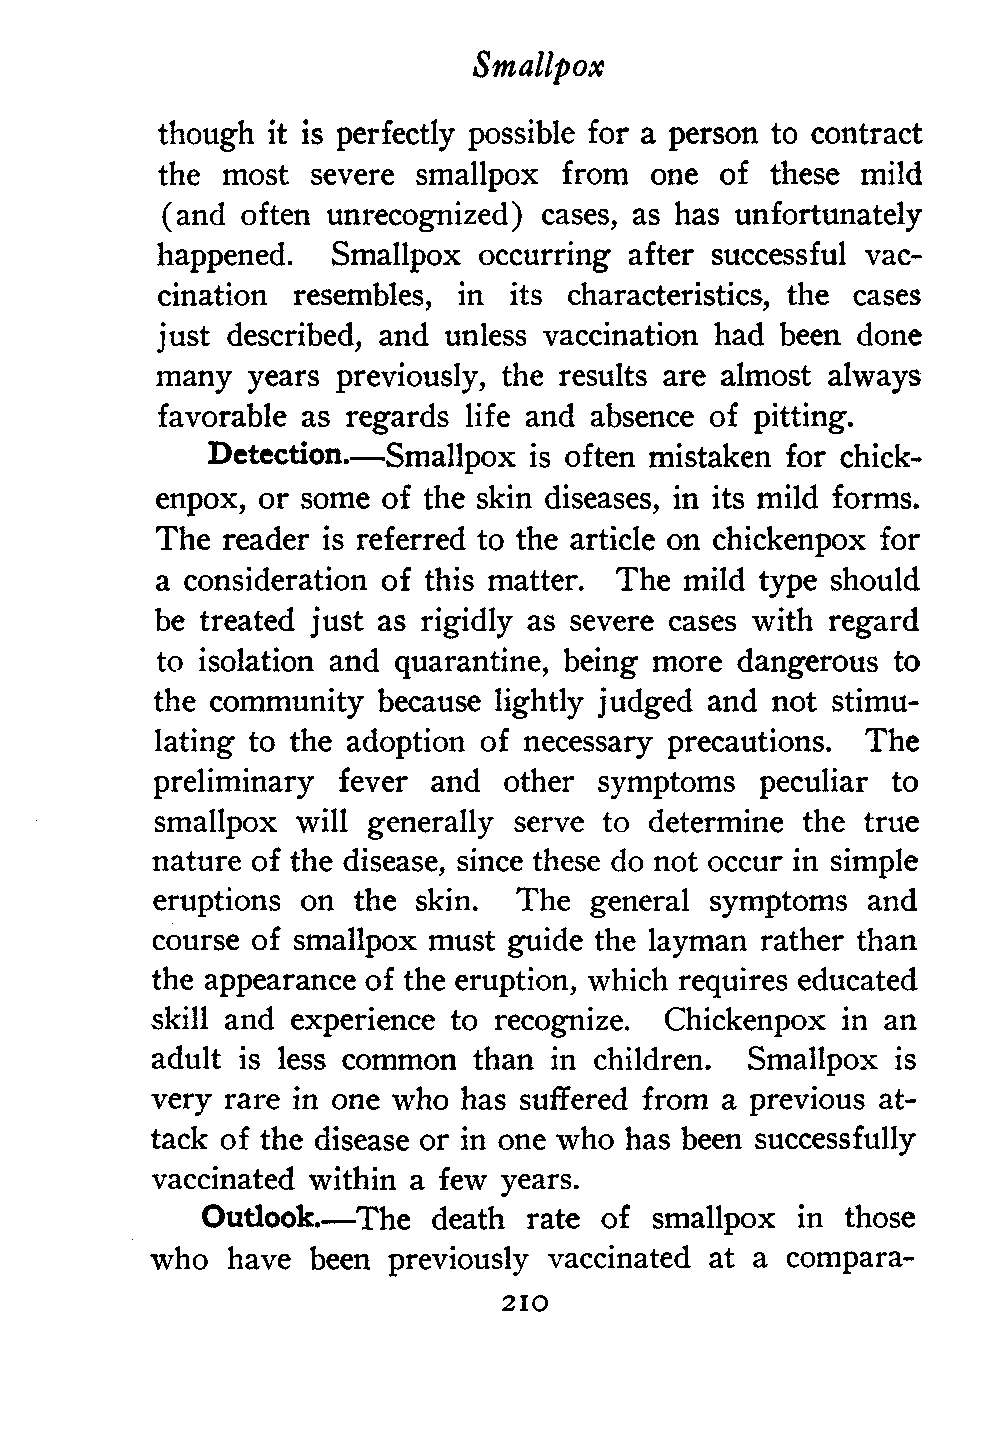 Smallpox
though it is perfectly possible for a person to contract
the most severe smallpox from one of these mild
(and often unrecognized) cases, as has unfortunately
happened. Smallpox occurring after successful vac-
cination resembles, in its characteristics, the cases
just described, and unless vaccination had been done
many years previously, the results are almost always
favorable as regards life and absence of pitting.
Detection.—Smallpox is often mistaken for chick-
enpox, or some of the skin diseases, in its mild forms.
The reader is referred to the article on chickenpox for
a consideration of this matter. The mild type should
be treated just as rigidly as severe cases with regard
to isolation and quarantine, being more dangerous to
the community because lightly judged and not stimu-
lating to the adoption of necessary precautions. The
preliminary fever and other symptoms peculiar to
smallpox will generally serve to determine the true
nature of the disease, since these do not occur in simple
eruptions on the skin. The general symptoms and
course of smallpox must guide the layman rather than
the appearance of the eruption, which requires educated
skill and experience to recognize. Chickenpox in an
adult is less common than in children. Smallpox is
very rare in one who has suffered from a previous at-
tack of the disease or in one who has been successfully
vaccinated within a few years.
Outlook.—The death rate of smallpox in those
who have been previously vaccinated at a compara-
210